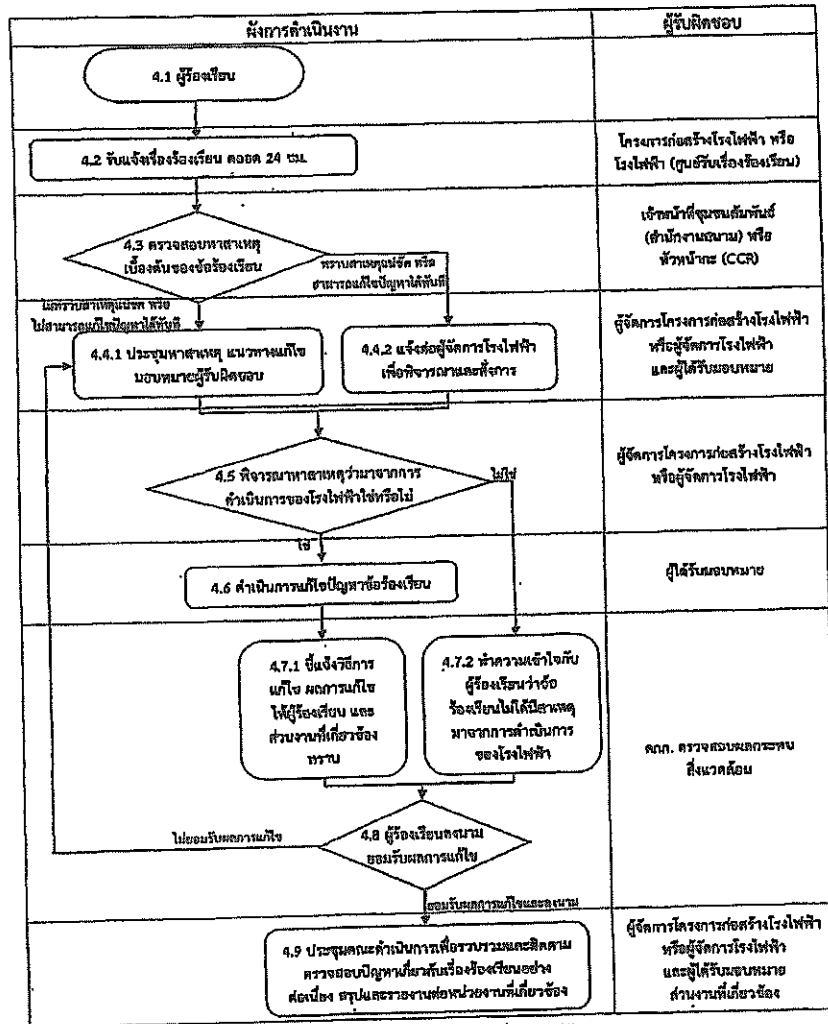 ผังการดำเนินงาน
ผู้รับผิดชอบ
4.1 ผู้ร้องเรียน
4.2 รับแจ้งเรื่องร้องเรียน ตลอด 24 ชม.
โครงการก่อสร้างโรงไฟฟ้า หรือ
โรงไฟฟ้า (ศูนย์รับเรื่องร้องเรียน)
4.3 ตรวจสอบหาสาเหตุ
เบื้องต้นของข้อร้องเรียน
เจ้าหน้าที่ชุมชนสัมพันธ์
(สำนักงานสนาม) หรือ
หัวหน้ากะ (CCR)
ทราบสาเหตุแน่ชัด หรือ
สามารถแก้ไขปัญหาได้ทันที
ไม่ทราบสาเหตุแน่ชัด หรือ
ไม่สามารถแก้ไขปัญหาได้ทันที
4.4.1 ประชุมหาสาเหตุ แนวทางแก้ไข
มอบหมายผู้รับผิดชอบ
4.4.2 แจ้งต่อผู้จัดการโรงไฟฟ้า
เพื่อพิจารณาและสั่งการ
ผู้จัดการโครงการก่อสร้างโรงไฟฟ้า
หรือผู้จัดการโรงไฟฟ้า
และผู้ได้รับมอบหมาย
4.5 พิจารณาหาสาเหตุว่ามาจากการ
ดำเนินการของโรงไฟฟ้าใช่หรือไม่
ไม่ใช่
ใช่
ผู้จัดการโครงการก่อสร้างโรงไฟฟ้า
หรือผู้จัดการโรงไฟฟ้า
4.6 ดำเนินการแก้ไขปัญหาข้อร้องเรียน
ผู้ได้รับมอบหมาย
4.7.1 ชี้แจ้งวิธีการ
แก้ไข ผลการแก้ไข
ให้ผู้ร้องเรียน และ
ส่วนงานที่เกี่ยวข้อง
ทราบ
4.7.2 ทำความเข้าใจกับ
ผู้ร้องเรียนว่าข้อ
ร้องเรียนไม่ได้มีสาเหตุ
มาจากการดำเนินการ
ของโรงไฟฟ้า
คณก. ตรวจสอบผลกระทบ
สิ่งแวดล้อม
4.8 ผู้ร้องเรียนลงนาม
ยอมรับผลการแก้ไข
ไม่ยอมรับผลการแก้ไข
ยอมรับผลการแก้ไขและลงนาม
4.9 ประชุมคณะดำเนินการเพื่อรวบรวมและติดตาม
ตรวจสอบปัญหาเกี่ยวกับเรื่องร้องเรียนอย่าง
ต่อเนื่อง สรุปและรายงานต่อหน่วยงานที่เกี่ยวข้อง
ผู้จัดการโครงการก่อสร้างโรงไฟฟ้า
หรือผู้จัดการโรงไฟฟ้า
และผู้ได้รับมอบหมาย
ส่วนงานที่เกี่ยวข้อง